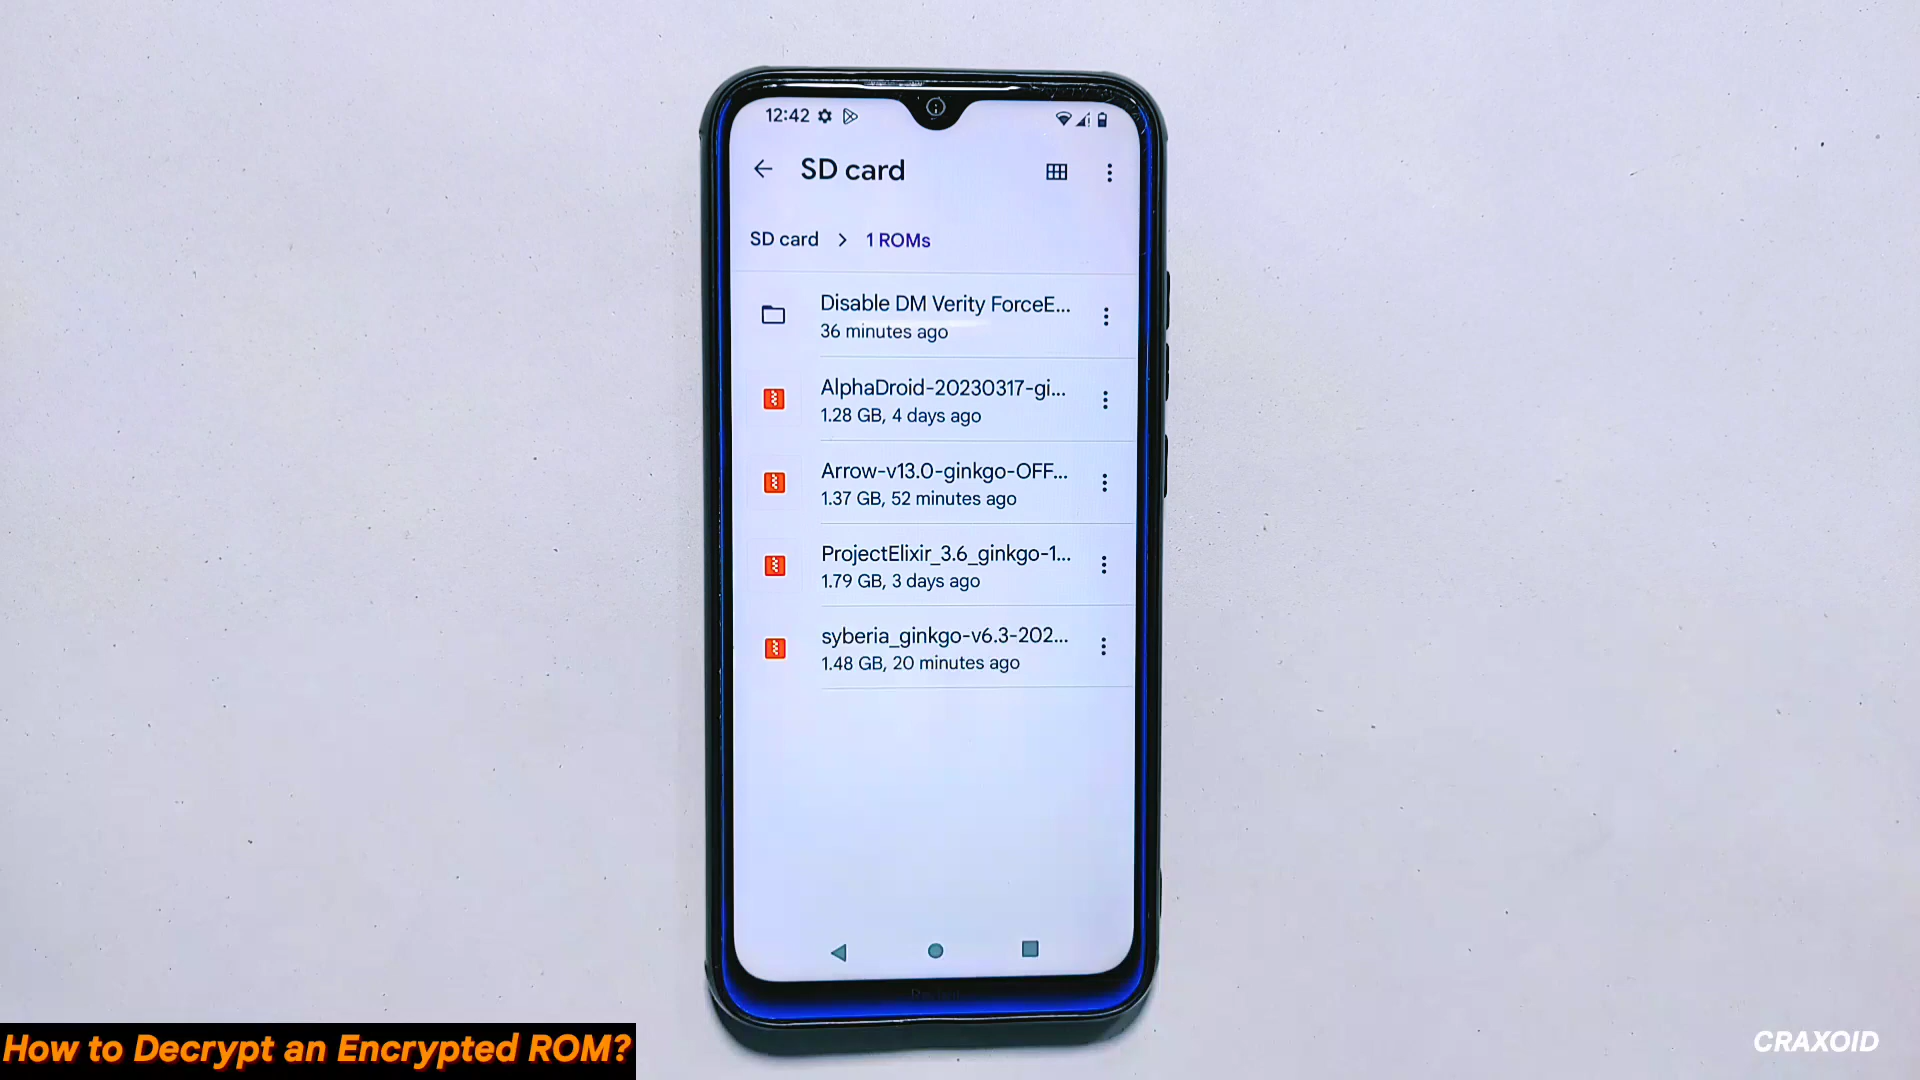 12:42
SD card
SD card > 1 ROMs
Disable DM Verity ForceE...
36 minutes ago
AlphaDroid-20230317-gi...
1.28 GB, 4 days ago
Arrow-v13.0-ginkgo-OFF...
1.37 GB, 52 minutes ago
ProjectElixir_3.6_ginkgo-1...
1.79 GB, 3 days ago
syberia_ginkgo-v6.3-202...
1.48 GB, 20 minutes ago
How to Decrypt an Encrypted ROM?
CRAXOID